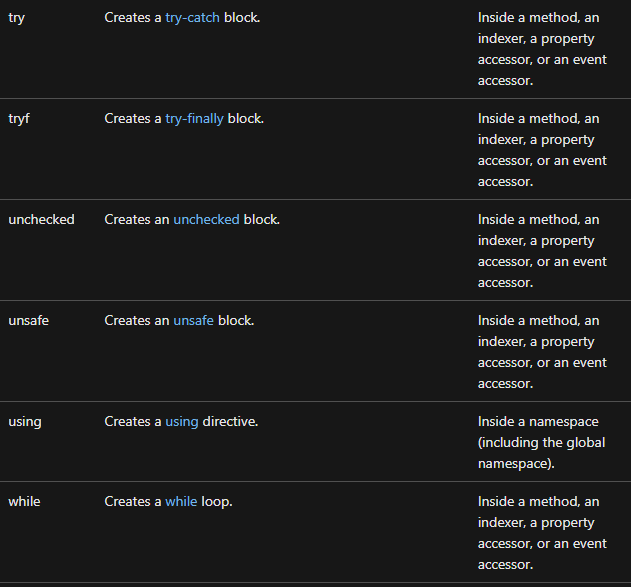 try Creates a try-catch block. Inside a method, an
indexer, a property
accessor, or an event
accessor.
tryf Creates a try-finally block. Inside a method, an
indexer, a property
accessor, or an event
accessor.
unchecked Creates an unchecked block. Inside a method, an
indexer, a property
accessor, or an event
accessor.
unsafe Creates an unsafe block. Inside a method, an
indexer, a property
accessor, or an event
accessor.
using Creates a using directive. Inside a namespace
(including the global
namespace).
while Creates a while loop. Inside a method, an
indexer, a property
accessor, or an event
accessor.